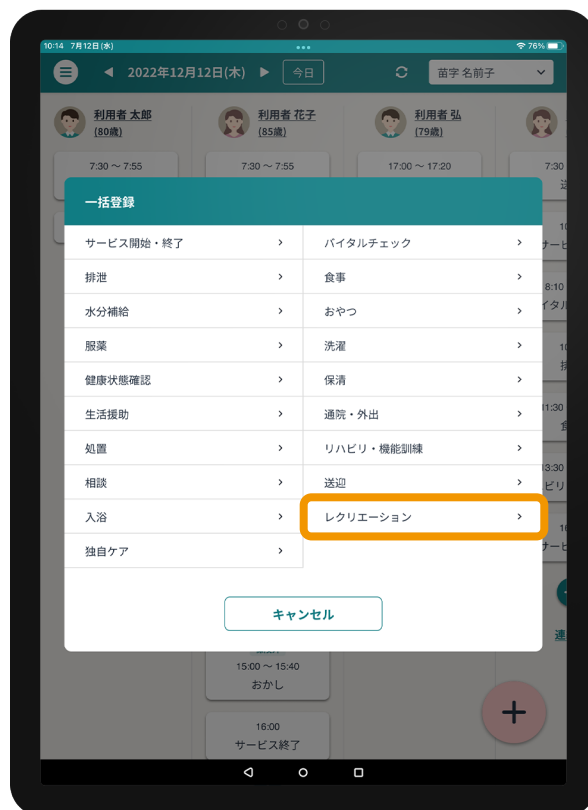 10:14 7月12日(水)
76%
2022年12月12日(木)
今日
苗字 名前子
利用者 太郎
(80歳)
利用者 花子
(85歳)
利用者 弘
(79歳)
7:30 ～ 7:55
7:30 ～ 7:55
17:00 ～ 17:20
7:30
一括登録
サービス開始・終了
バイタルチェック
排泄
食事
水分補給
おやつ
服薬
洗濯
健康状態確認
保清
生活援助
通院・外出
処置
リハビリ・機能訓練
相談
送迎
入浴
レクリエーション
独自ケア
キャンセル
8:10
11:30
13:30
15:00 ～ 15:40
おかし
16:00
サービス終了